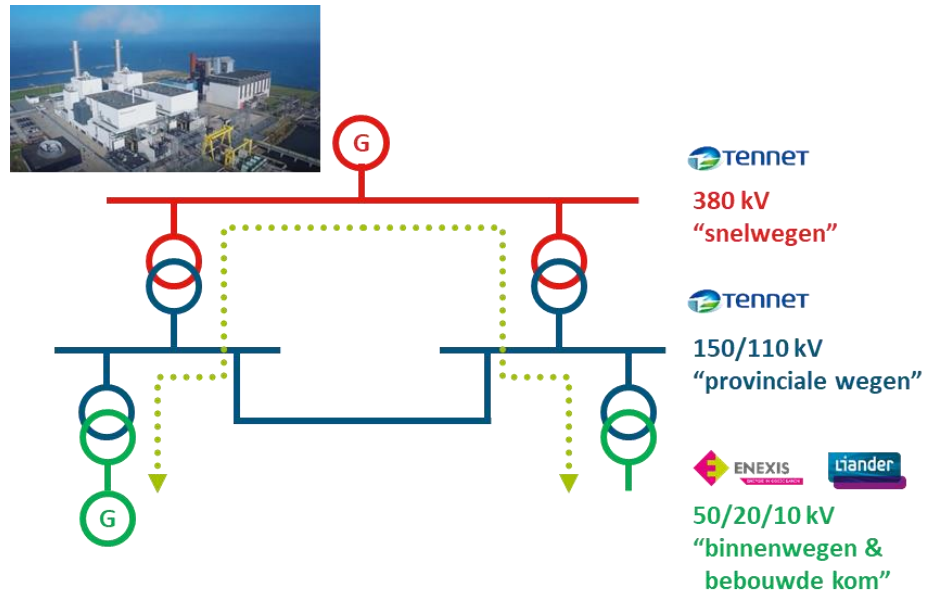 G
TENNET
380 kV
“snelwegen”
TENNET
150/110 kV
“provinciale wegen”
ENEXIS
Liander
50/20/10 kV
“binnenwegen &
bebouwde kom”
G